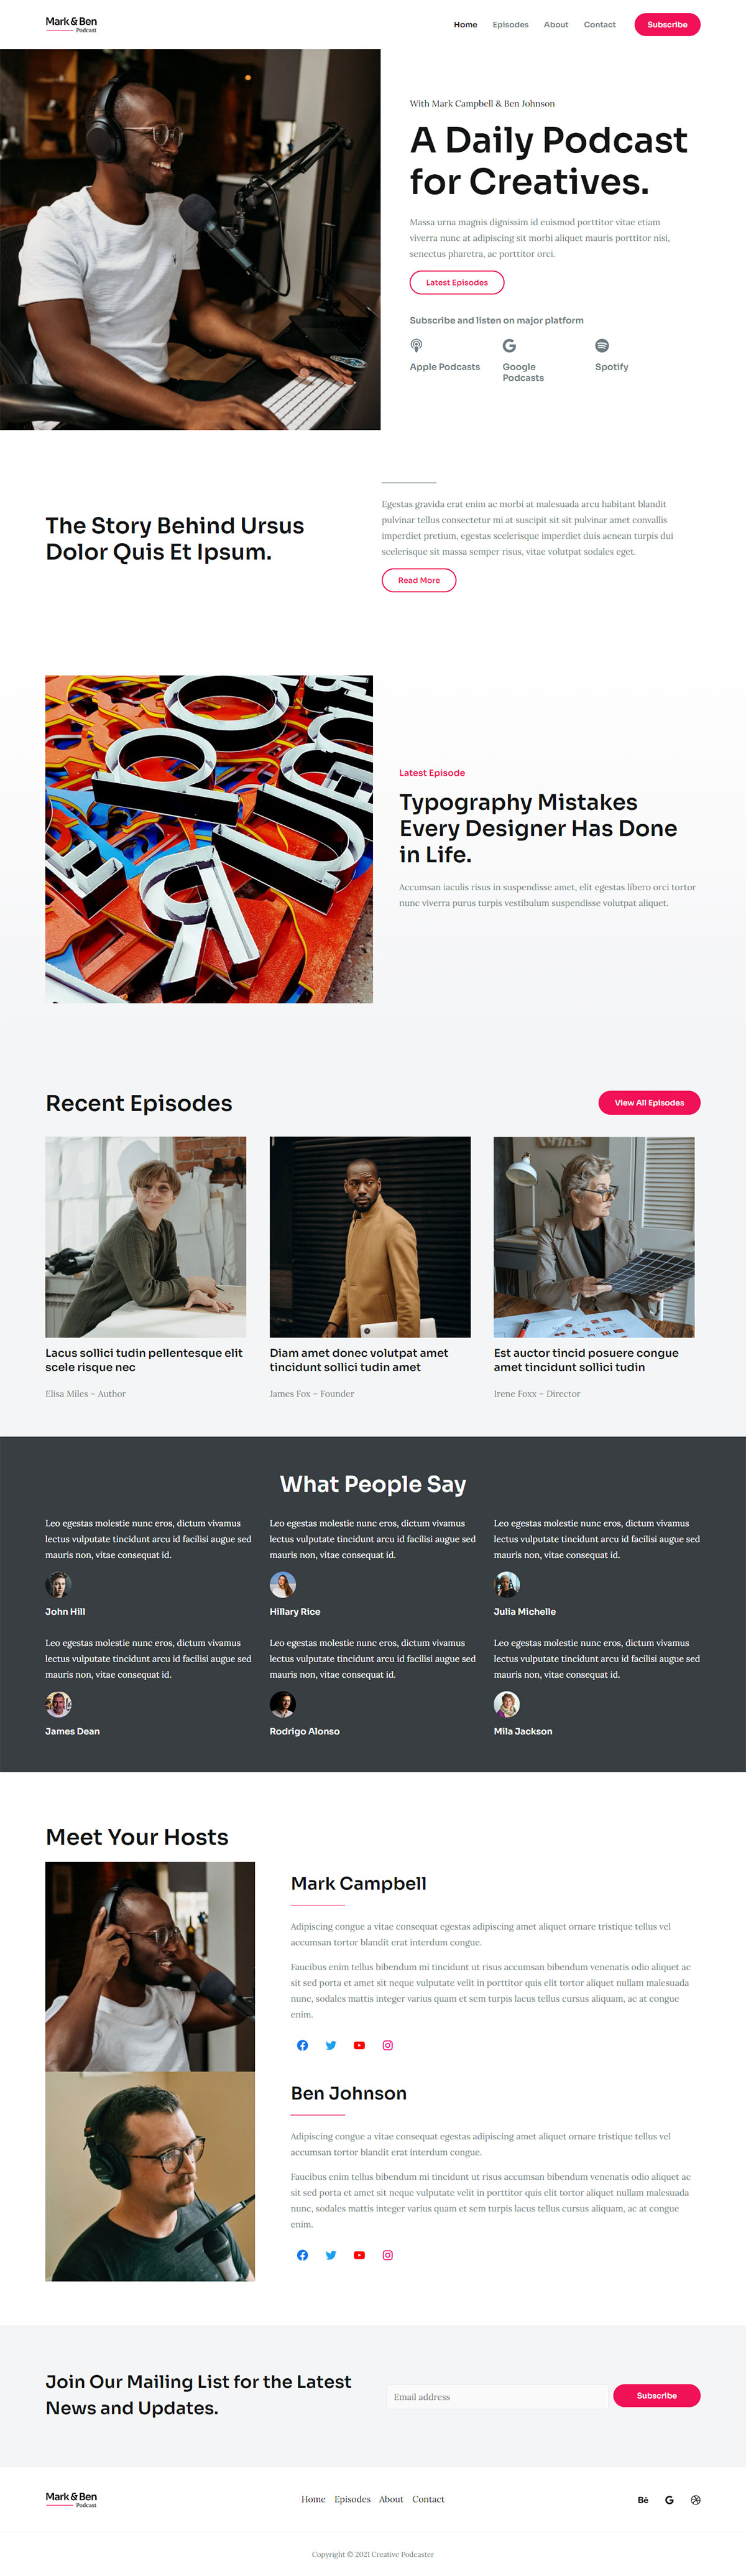 Mark & Ben
Podcast
Home Episodes About Contact Subscribe
With Mark Campbell & Ben Johnson
A Daily Podcast
for Creatives.
Massa urna magnis dignissim id euismod porttitor vitae etiam
viverra nunc at adipiscing sit morbi aliquet mauris porttitor nisi,
senectus pharetra, ac porttitor orci.
Latest Episodes
Subscribe and listen on major platform
Apple Podcasts
Google
Podcasts
Spotify
The Story Behind Ursus
Dolor Quis Et Ipsum.
Egestas gravida erat enim ac morbi at malesuada arcu habitant blandit
pulvinar tellus consectetur mi at suscipit sit sit pulvinar amet convallis
imperdiet pretium, egestas scelerisque imperdiet duis aenean turpis dui
scelerisque sit massa semper risus, vitae volutpat sodales eget.
Read More
Latest Episode
Typography Mistakes
Every Designer Has Done
in Life.
Accumsan iaculis risus in suspendisse amet, elit egestas libero orci tortor
nunc viverra purus turpis vestibulum suspendisse volutpat aliquet.
Recent Episodes
View All Episodes
Lacus sollici tudin pellentesque elit
scele risque nec
Elisa Miles – Author
Diam amet donec volutpat amet
tincidunt sollici tudin amet
James Fox – Founder
Est auctor tincid posuere congue
amet tincidunt sollici tudin
Irene Foxx – Director
What People Say
Leo egestas molestie nunc eros, dictum vivamus
lectus vulputate tincidunt arcu id facilisi augue sed
mauris non, vitae consequat id.
John Hill
Leo egestas molestie nunc eros, dictum vivamus
lectus vulputate tincidunt arcu id facilisi augue sed
mauris non, vitae consequat id.
Hillary Rice
Leo egestas molestie nunc eros, dictum vivamus
lectus vulputate tincidunt arcu id facilisi augue sed
mauris non, vitae consequat id.
Julia Michelle
Leo egestas molestie nunc eros, dictum vivamus
lectus vulputate tincidunt arcu id facilisi augue sed
mauris non, vitae consequat id.
James Dean
Leo egestas molestie nunc eros, dictum vivamus
lectus vulputate tincidunt arcu id facilisi augue sed
mauris non, vitae consequat id.
Rodrigo Alonso
Leo egestas molestie nunc eros, dictum vivamus
lectus vulputate tincidunt arcu id facilisi augue sed
mauris non, vitae consequat id.
Mila Jackson
Meet Your Hosts
Mark Campbell
Adipiscing congue a vitae consequat egestas adipiscing amet aliquet ornare tristique tellus vel
accumsan tortor blandit erat interdum congue.
Faucibus enim tellus bibendum mi tincidunt ut risus accumsan bibendum venenatis odio aliquet ac
sit sed porta et amet sit neque vulputate velit in porttitor quis elit tortor aliquet nullam malesuada
nunc, sodales mattis integer varius quam et sem turpis lacus tellus cursus aliquam, ac at congue
enim.
Ben Johnson
Adipiscing congue a vitae consequat egestas adipiscing amet aliquet ornare tristique tellus vel
accumsan tortor blandit erat interdum congue.
Faucibus enim tellus bibendum mi tincidunt ut risus accumsan bibendum venenatis odio aliquet ac
sit sed porta et amet sit neque vulputate velit in porttitor quis elit tortor aliquet nullam malesuada
nunc, sodales mattis integer varius quam et sem turpis lacus tellus cursus aliquam, ac at congue
enim.
Join Our Mailing List for the Latest
News and Updates.
Email address
Subscribe
Mark & Ben
Podcast
Home Episodes About Contact
Copyright © 2021 Creative Podcaster